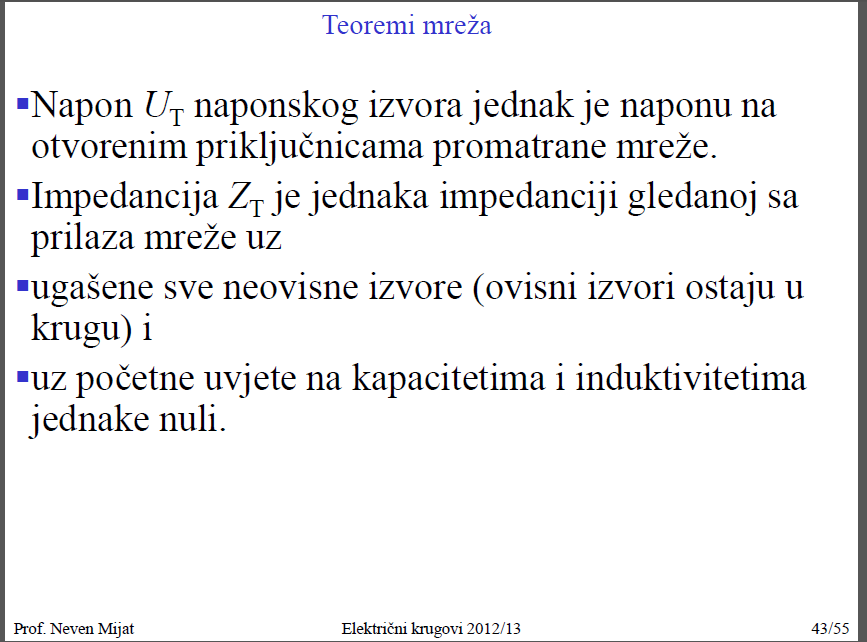 Teoremi mreža
▪Napon UT naponskog izvora jednak je naponu na
otvorenim priključnicama promatrane mreže.
▪Impedancija ZT je jednaka impedanciji gledanoj sa
prilaza mreže uz
▪ugašene sve neovisne izvore (ovisni izvori ostaju u
krugu) i
▪uz početne uvjete na kapacitetima i induktivitetima
jednake nuli.
Prof. Neven Mijat Električni krugovi 2012/13 43/55